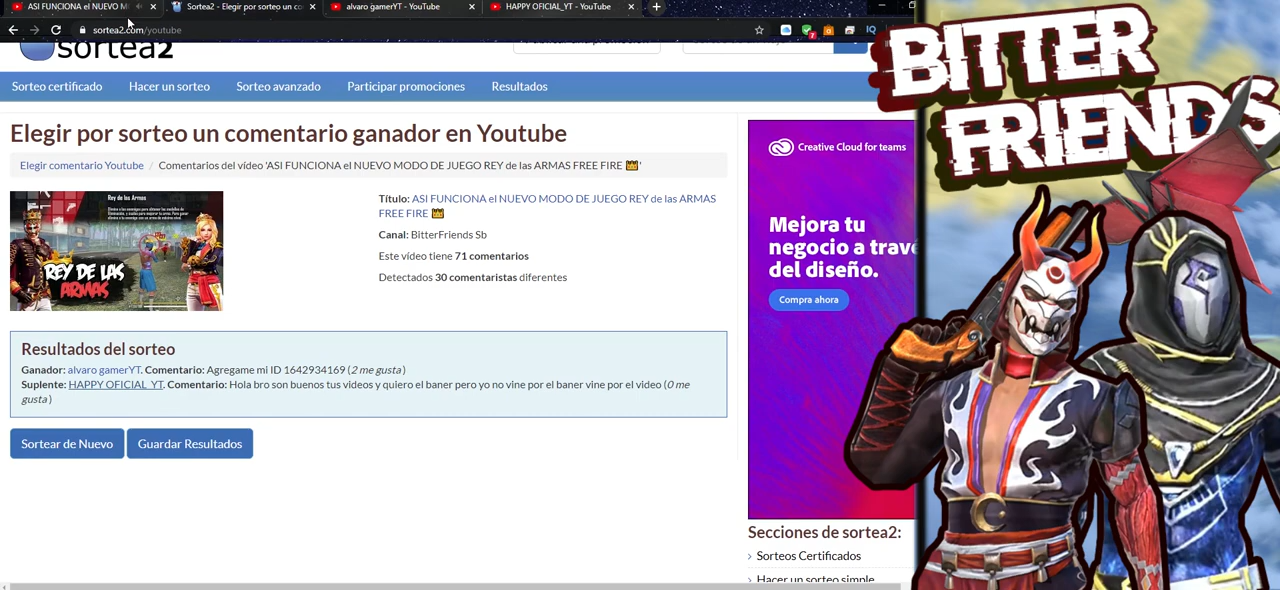 ASI FUNCIONA el NUEVO M
Sortea2 - Elegir por sorteo un co
alvaro gamerYT - YouTube
HAPPY OFICIAL_YT - YouTube
sortea2.com/youtube
7
IQ
sortea2
Sorteo certificado
Hacer un sorteo
Sorteo avanzado
Participar promociones
Resultados
Elegir por sorteo un comentario ganador en Youtube
Elegir comentario Youtube / Comentarios del vídeo 'ASI FUNCIONA el NUEVO MODO DE JUEGO REY de las ARMAS FREE FIRE 👑'
Rey de las Armas
REY DE LAS
ARMAS
Título: ASI FUNCIONA el NUEVO MODO DE JUEGO REY de las ARMAS
FREE FIRE 👑
Canal: BitterFriends Sb
Este vídeo tiene 71 comentarios
Detectados 30 comentaristas diferentes
Resultados del sorteo
Ganador: alvaro gamerYT. Comentario: Agregame mi ID 1642934169 (2 me gusta )
Suplente: HAPPY OFICIAL_YT. Comentario: Hola bro son buenos tus videos y quiero el baner pero yo no vine por el baner vine por el video (0 me
gusta )
Sortear de Nuevo
Guardar Resultados
Creative Cloud for teams
Mejora tu
negocio a travé
del diseño.
Compra ahora
Secciones de sortea2:
Sorteos Certificados
Hacer un sorteo simple
BITTER
FRIENDS